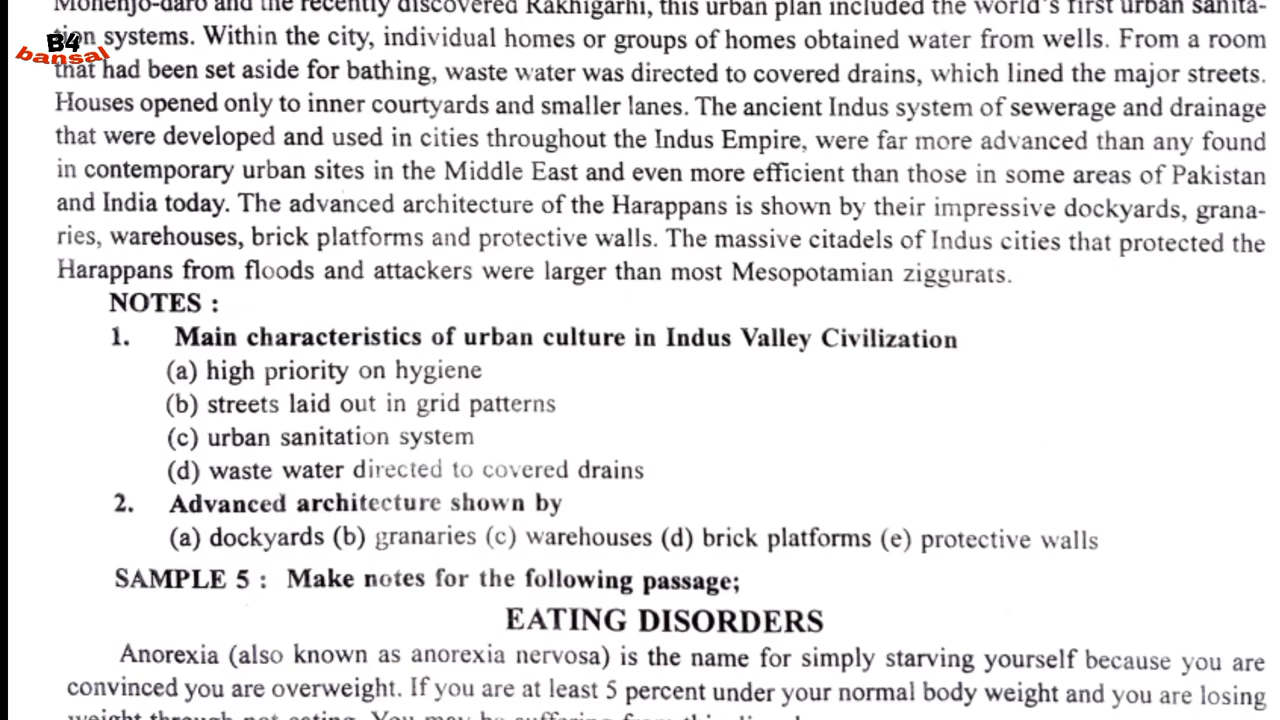 Mohenjo-daro and the recently discovered Rakhigarhi, this urban plan included the world's first urban sanita-
B4
bansal
tion systems. Within the city, individual homes or groups of hones obtained water from wells. From a room
that had been set aside for bathing, waste water was directed to covered drains, which lined the major streets.
Houses opened only to inner courtyards and smaller lanes. The ancient Indus system of sewerage and drainage
that were developed and used in cities throughout the Indus Empire, were far more advanced than any found
in contemporary urban sites in the Middle East and even more efficient than those in some areas of Pakistan
and India today. The advanced architecture of the Harappans is shown by their impressive dockyards, grana-
ries, warehouses, brick platforms and protective walls. The massive citadels of Indus cities that protected the
Harappans from floods and attackers were larger than most Mesopotamian ziggurats.
NOTES :
1. Main characteristics of urban culture in Indus Valley Civilization
(a) high priority on hygiene
(b) streets laid out in grid patterns
(c) urban sanitation system
(d) waste water directed to covered drains
2. Advanced architecture shown by
(a) dockyards (b) granaries (c) warehouses (d) brick platforms (e) protective walls
SAMPLE 5 : Make notes for the following passage;
EATING DISORDERS
Anorexia (also known as anorexia nervosa) is the name for simply starving yourself because you are
convinced you are overweight. If you are at least 5 percent under your normal body weight and you are losing
weight through not eating. You may be suffering from this